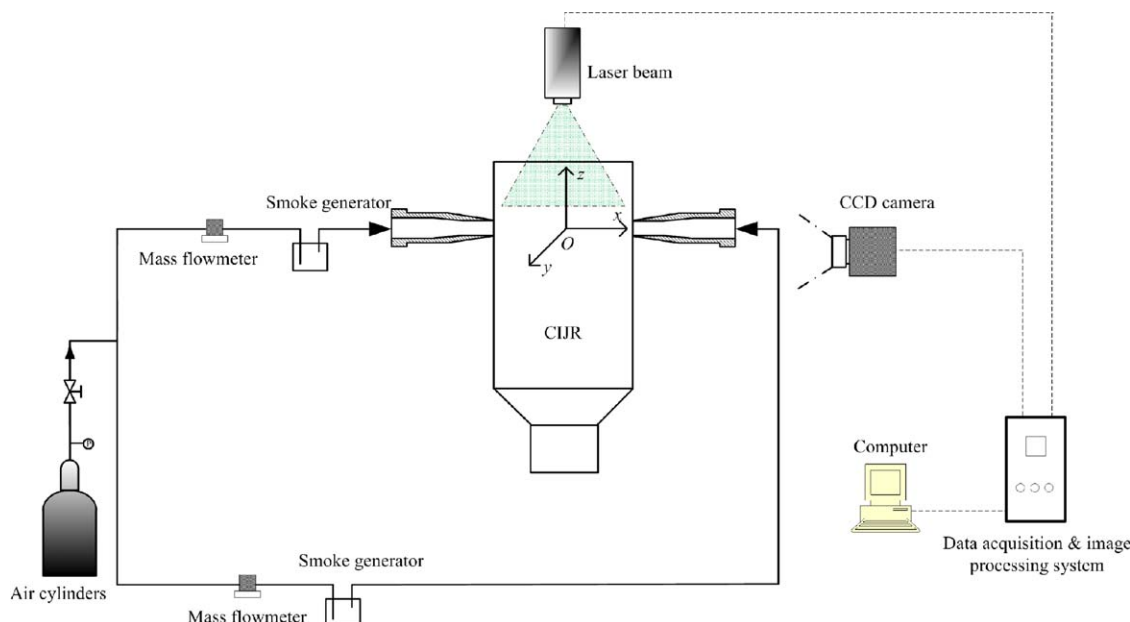 Laser beam
Smoke generator
CCD camera
z
x
O
y
Mass flowmeter
CIJR
P
Computer
Smoke generator
Data acquisition & image
processing system
Air cylinders
Mass flowmeter